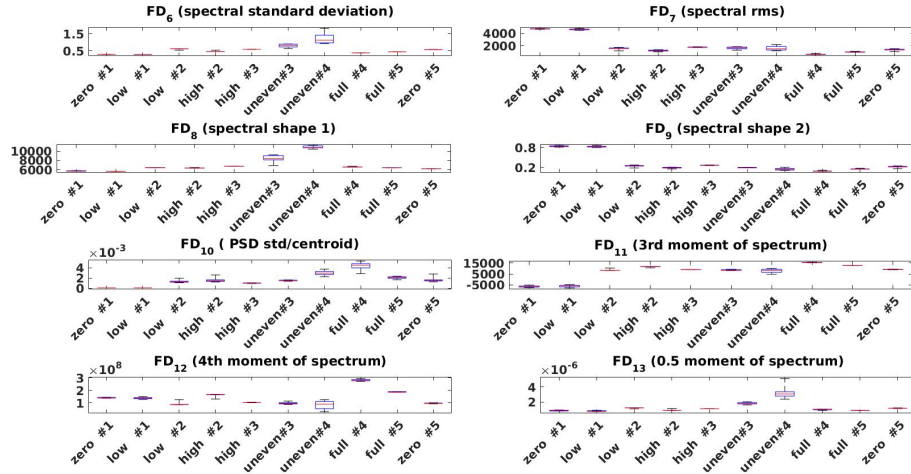 FD6 (spectral standard deviation)
1.5
0.5
zero #1
low #1
low #2
high #2
high #3
uneven#3
uneven#4
full #4
full #5
zero #5
FD7 (spectral rms)
4000
2000
zero #1
low #1
low #2
high #2
high #3
uneven #3
uneven #4
full #4
full #5
zero #5
FD8 (spectral shape 1)
10000
8000
6000
zero #1
low #1
low #2
high #2
high #3
uneven #3
uneven #4
full #4
full #5
zero #5
FD9 (spectral shape 2)
0.8
0.2
zero #1
low #1
low #2
high #2
high #3
uneven #3
uneven #4
full #4
full #5
zero #5
FD10 ( PSD std/centroid)
×10-3
4
2
0
zero #1
low #1
low #2
high #2
high #3
uneven#3
uneven #4
full #4
full #5
zero #5
FD11 (3rd moment of spectrum)
15000
5000
-5000
zero #1
low #1
low #2
high #2
high #3
uneven #3
uneven #4
full #4
full #5
zero #5
FD12 (4th moment of spectrum)
×108
3
2
1
zero #1
low #1
low #2
high #2
high #3
uneven #3
uneven #4
full #4
full #5
zero #5
FD13 (0.5 moment of spectrum)
×10-6
4
2
zero #1
low #1
low #2
high #2
high #3
uneven#3
uneven #4
full #4
full #5
zero #5